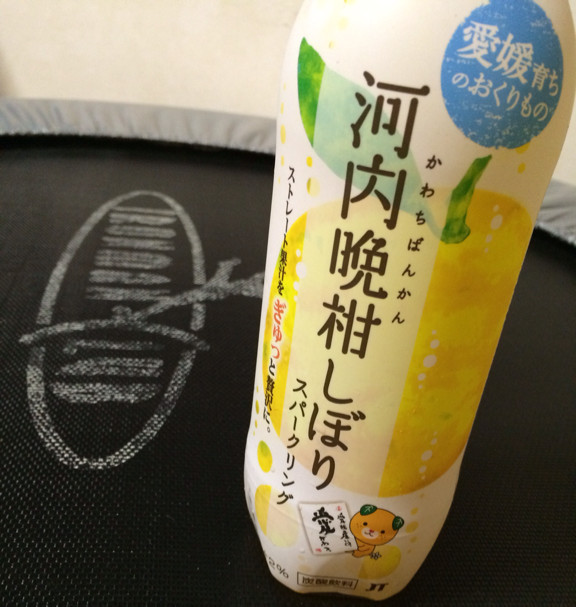 愛媛育ち
のおくりもの
河内晩柑しぼり
かわちばんかん
ストレート果汁をぎゅっと贅沢に。
スパークリング
愛
2%
炭酸飲料
JT